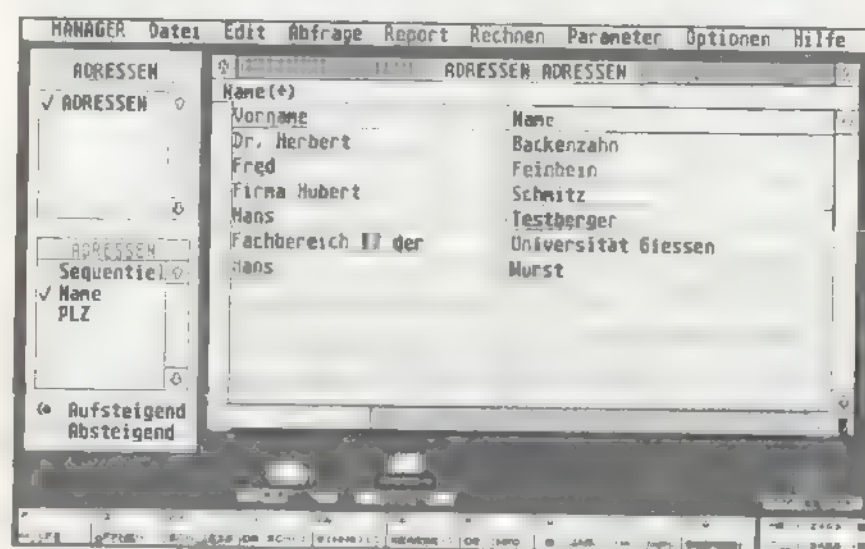 MANAGER Datei Edit Abfrage Report Rechnen Parameter Optionen Hilfe
ADRESSEN
✓ ADRESSEN
ADRESSEN
Sequentiel
✓ Name
PLZ
Aufsteigend
Absteigend
ADRESSEN ADRESSEN
Name(+)
Vorname Name
Dr. Herbert Backenzahn
Fred Feinbein
Firma Hubert Schmitz
Hans Testberger
Fachbereich der Universität Giessen
Hans Wurst